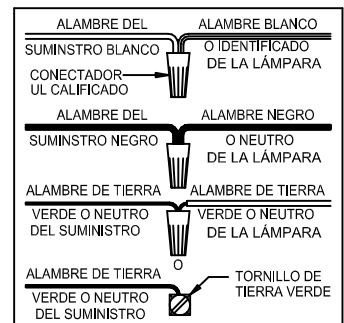 ALAMBRE DEL
SUMINSTRO BLANCO
ALAMBRE BLANCO
O IDENTIFICADO
DE LA LÁMPARA
CONECTADOR
UL CALIFICADO
ALAMBRE DEL
SUMINSTRO NEGRO
ALAMBRE NEGRO
O NEUTRO
DE LA LÁMPARA
ALAMBRE DE TIERRA
VERDE O NEUTRO
DEL SUMINISTRO
ALAMBRE DE TIERRA
VERDE O NEUTRO
DE LA LÁMPARA
O
ALAMBRE DE TIERRA
VERDE O NEUTRO
DEL SUMINISTRO
TORNILLO DE
TIERRA VERDE